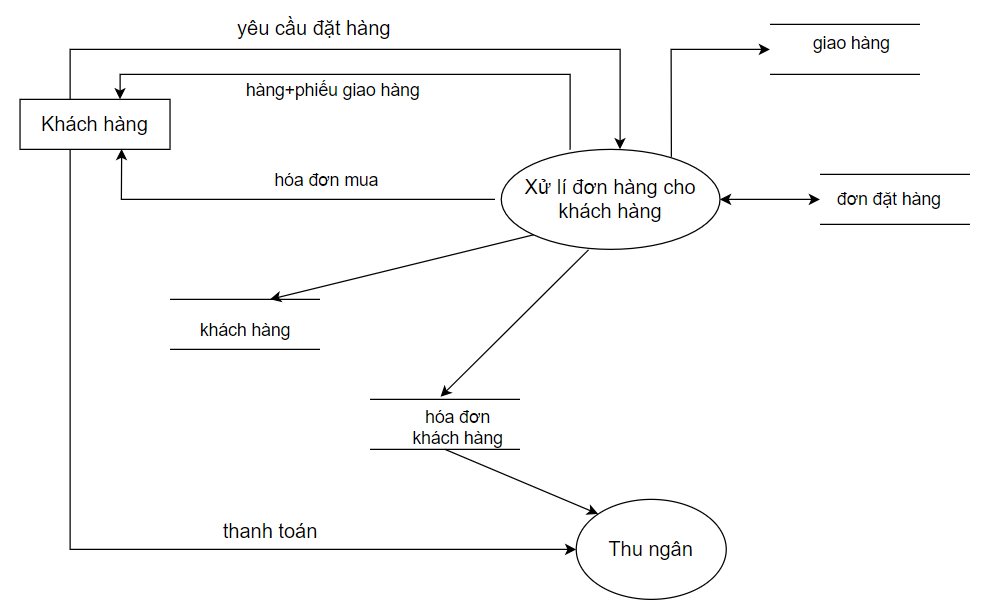 yêu cầu đặt hàng
giao hàng
hàng+phiếu giao hàng
Khách hàng
hóa đơn mua
Xử lí đơn hàng cho
khách hàng
đơn đặt hàng
khách hàng
hóa đơn
khách hàng
thanh toán
Thu ngân